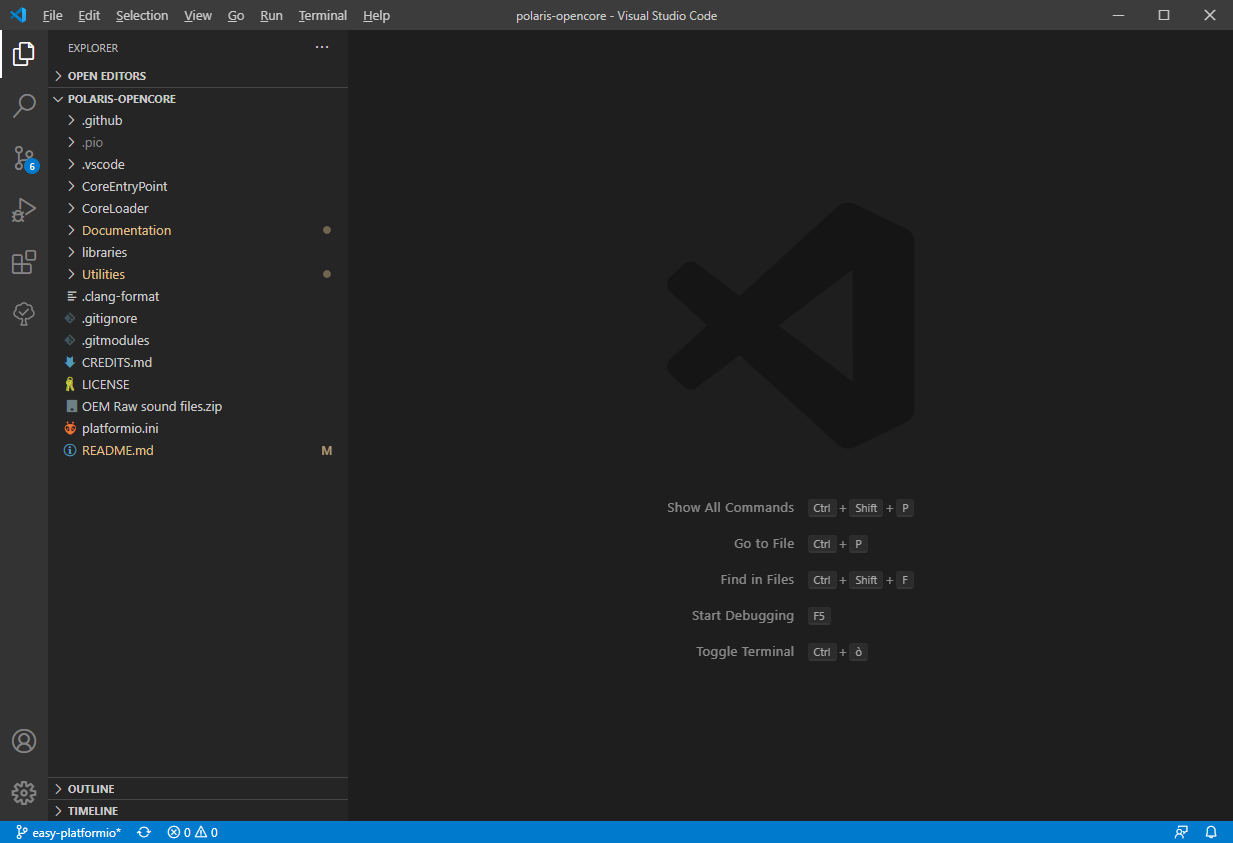 File Edit Selection View Go Run Terminal Help
polaris-opencore - Visual Studio Code
EXPLORER
OPEN EDITORS
POLARIS-OPENCORE
.github
.pio
.vscode
CoreEntryPoint
CoreLoader
Documentation
libraries
Utilities
.clang-format
.gitignore
.gitmodules
CREDITS.md
LICENSE
OEM Raw sound files.zip
platformio.ini
README.md M
6
Show All Commands Ctrl + Shift + P
Go to File Ctrl + P
Find in Files Ctrl + Shift + F
Start Debugging F5
Toggle Terminal Ctrl + ò
OUTLINE
TIMELINE
easy-platformio* 0 0